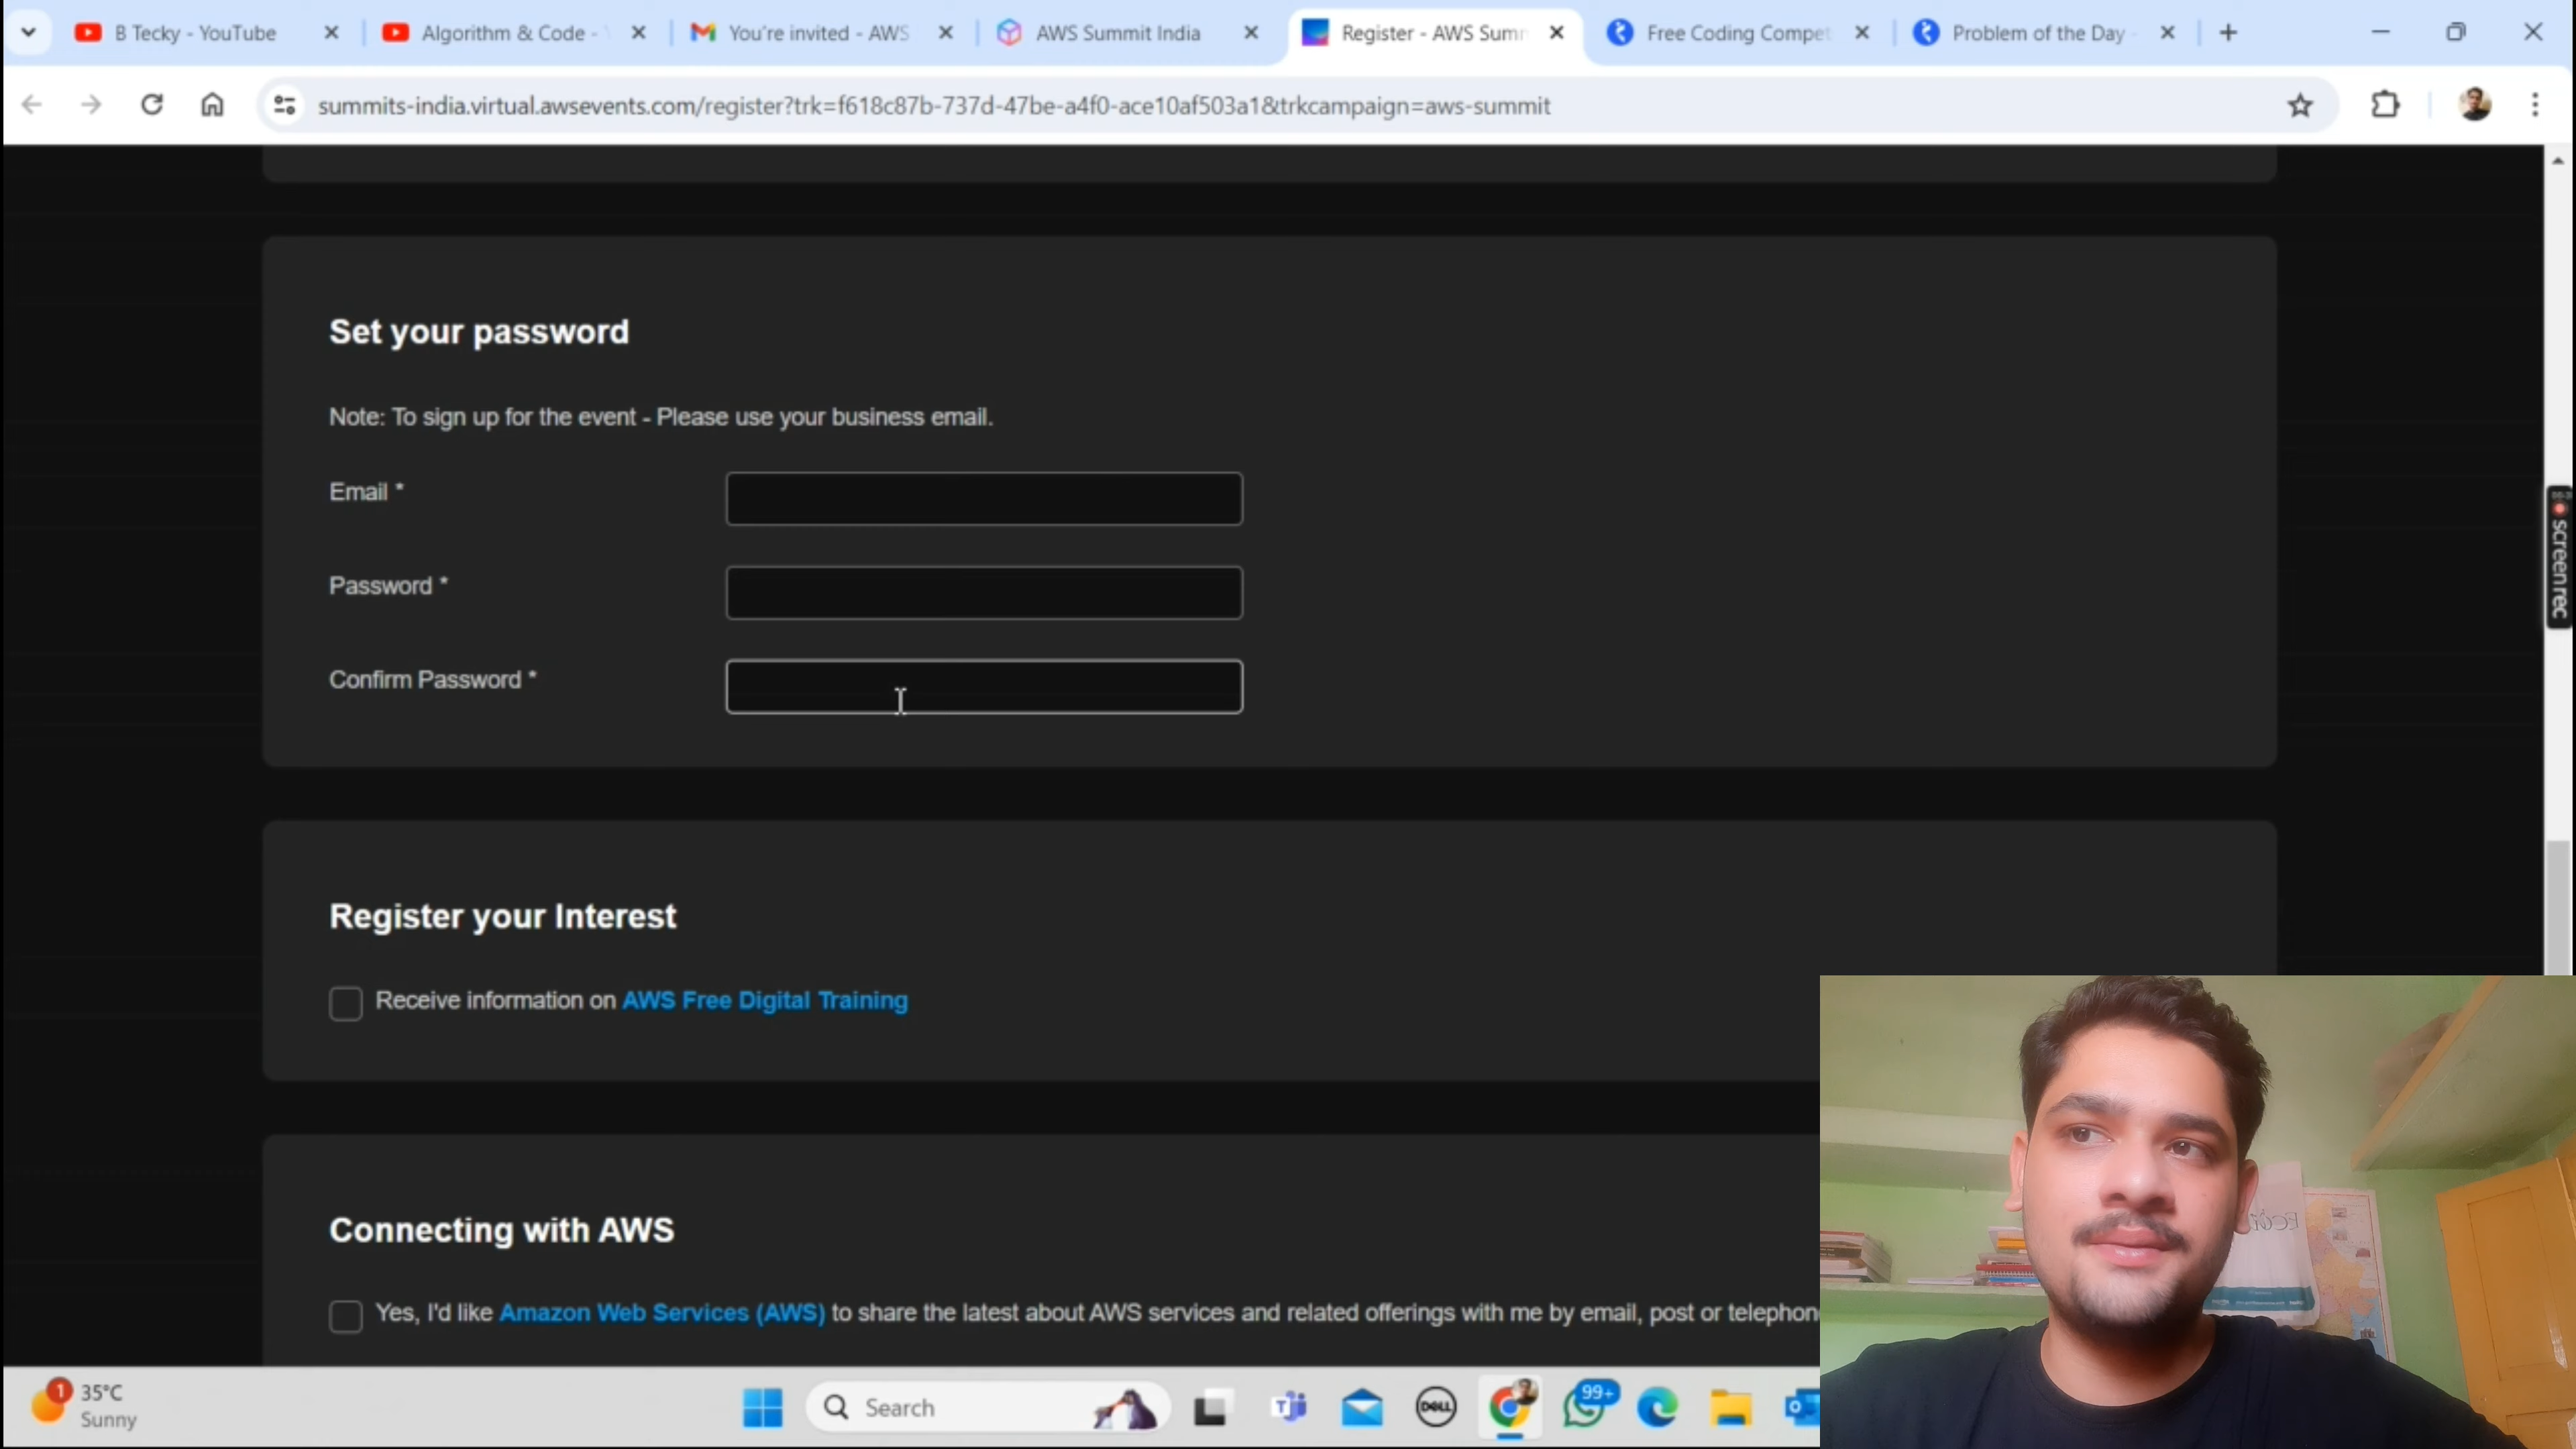 B Tecky - YouTube
Algorithm & Code -
You're invited - AWS
AWS Summit India
Register - AWS Sum
Free Coding Compet
Problem of the Day
summits-india.virtual.awsevents.com/register?trk=f618c87b-737d-47be-a4f0-ace10af503a1&trkcampaign=aws-summit
Set your password
Note: To sign up for the event - Please use your business email.
Email *
Password *
Confirm Password *
screenrec
Register your Interest
Receive information on AWS Free Digital Training
Connecting with AWS
Yes, I'd like Amazon Web Services (AWS) to share the latest about AWS services and related offerings with me by email, post or telephon
1
35°C
Sunny
Search
DELL
99+